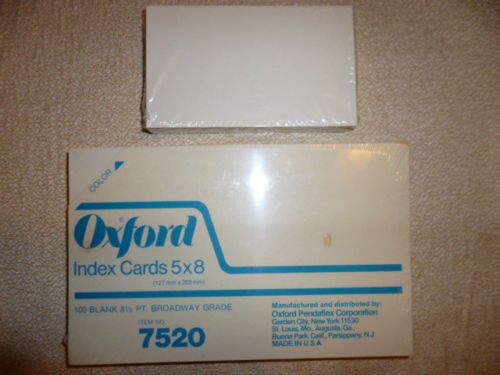 COLOR
Oxford®
Index Cards 5x8
(127 mm x 203 mm)
100 BLANK 8½ PT. BROADWAY GRADE
ITEM NO.
7520
Manufactured and distributed by:
Oxford Pendaflex Corporation
Garden City, New York 11530
St. Louis, Mo., Augusta, Ga.,
Buena Park, Calif., Parsippany, N.J.
MADE IN U.S.A.